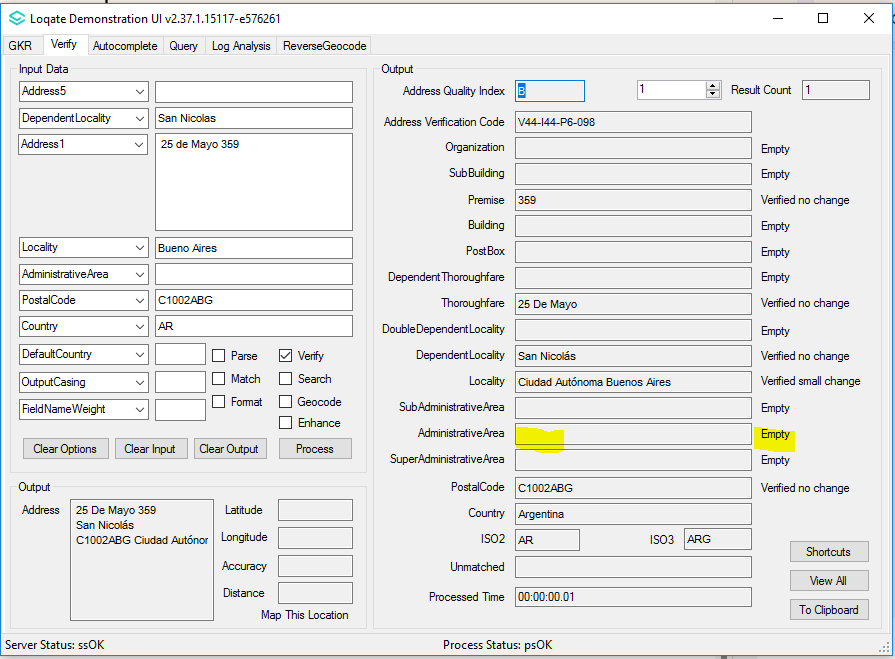 Loqate Demonstration UI v2.37.1.15117-e576261
GKR Verify Autocomplete Query Log Analysis ReverseGeocode
Input Data
Address5
DependentLocality San Nicolas
Address1 25 de Mayo 359
Locality Bueno Aires
AdministrativeArea
PostalCode C1002ABG
Country AR
DefaultCountry Parse Verify
OutputCasing Match Search
FieldNameWeight Format Geocode
Enhance
Clear Options Clear Input Clear Output Process
Output
Address 25 De Mayo 359
San Nicolás
C1002ABG Ciudad Autónor
Latitude
Longitude
Accuracy
Distance
Map This Location
Output
Address Quality Index B 1 Result Count 1
Address Verification Code V44-I44-P6-098
Organization Empty
SubBuilding Empty
Premise 359 Verified no change
Building Empty
PostBox Empty
DependentThoroughfare Empty
Thoroughfare 25 De Mayo Verified no change
DoubleDependentLocality Empty
DependentLocality San Nicolás Verified no change
Locality Ciudad Autónoma Buenos Aires Verified small change
SubAdministrativeArea Empty
AdministrativeArea Empty
SuperAdministrativeArea Empty
PostalCode C1002ABG Verified no change
Country Argentina
ISO2 AR ISO3 ARG
Unmatched
Processed Time 00:00:00.01
Shortcuts
View All
To Clipboard
Server Status: ssOK Process Status: psOK